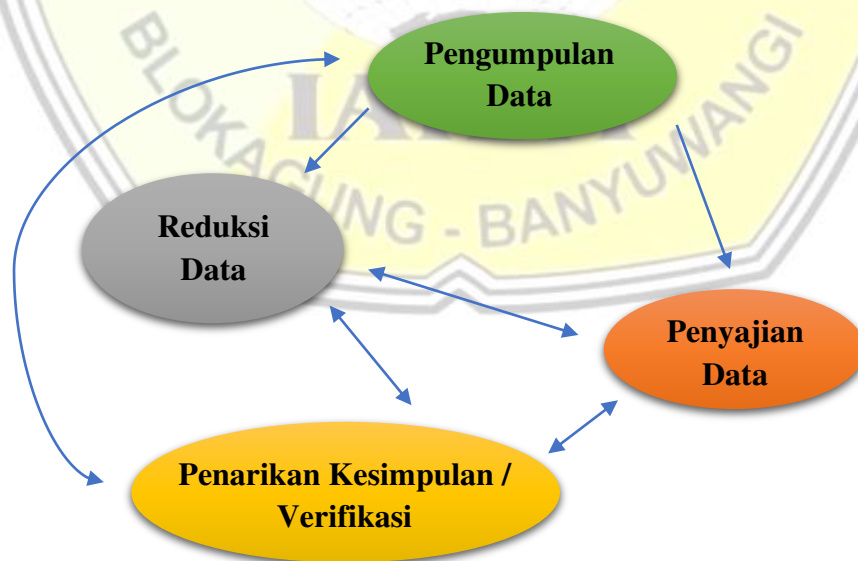 Pengumpulan
Data
Reduksi
Data
Penyajian
Data
Penarikan Kesimpulan /
Verifikasi
BLOKAGUNG - BANYUWANGI